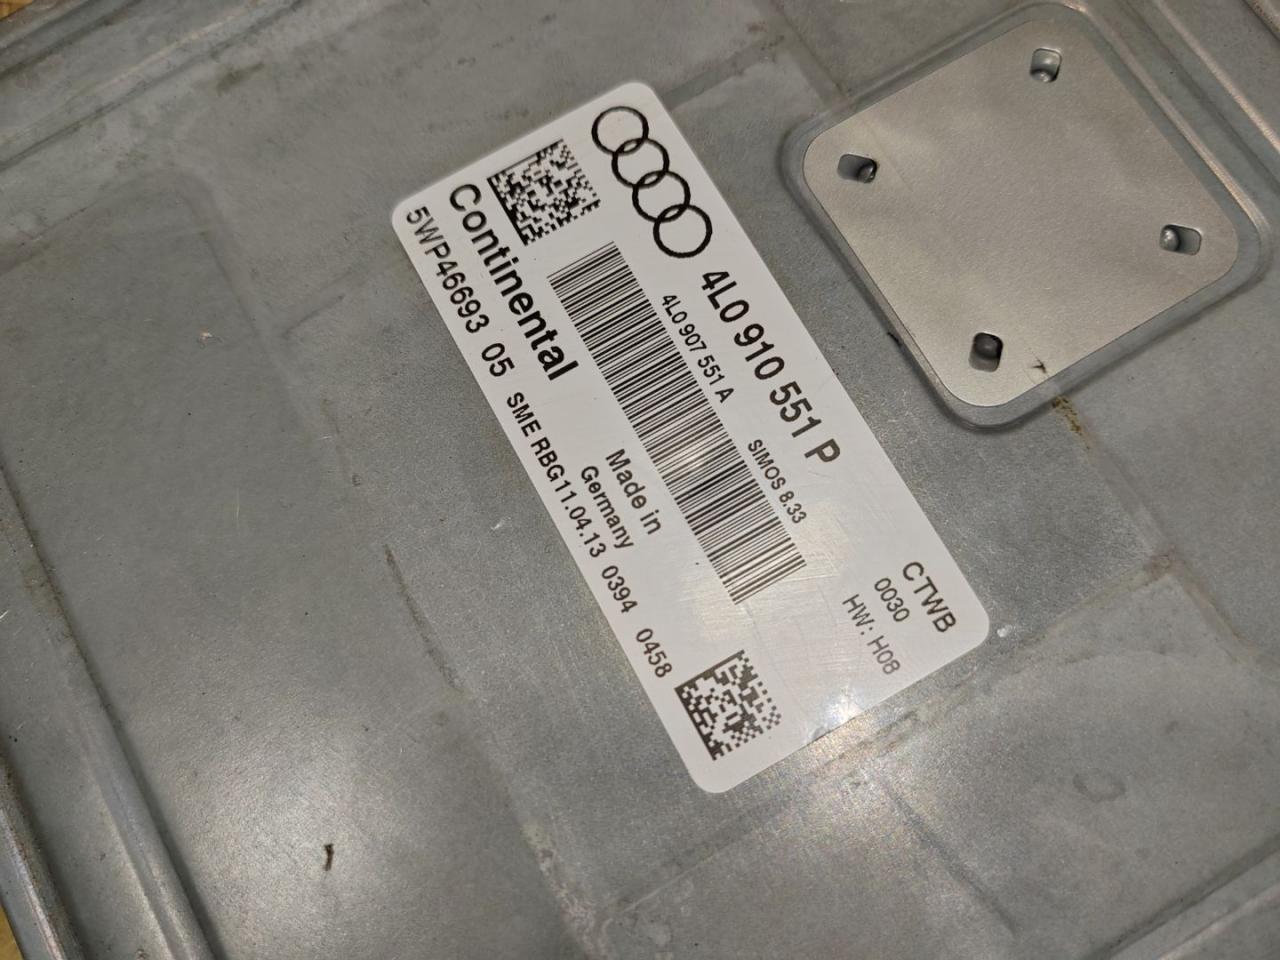 4L0 910 551 P
4L0 907 551 A
SIMOS 8.33
CTWB
0030
HW: H08
Continental
Made in
Germany
5WP46693 05 SME RBG11.04.13 0394 0458